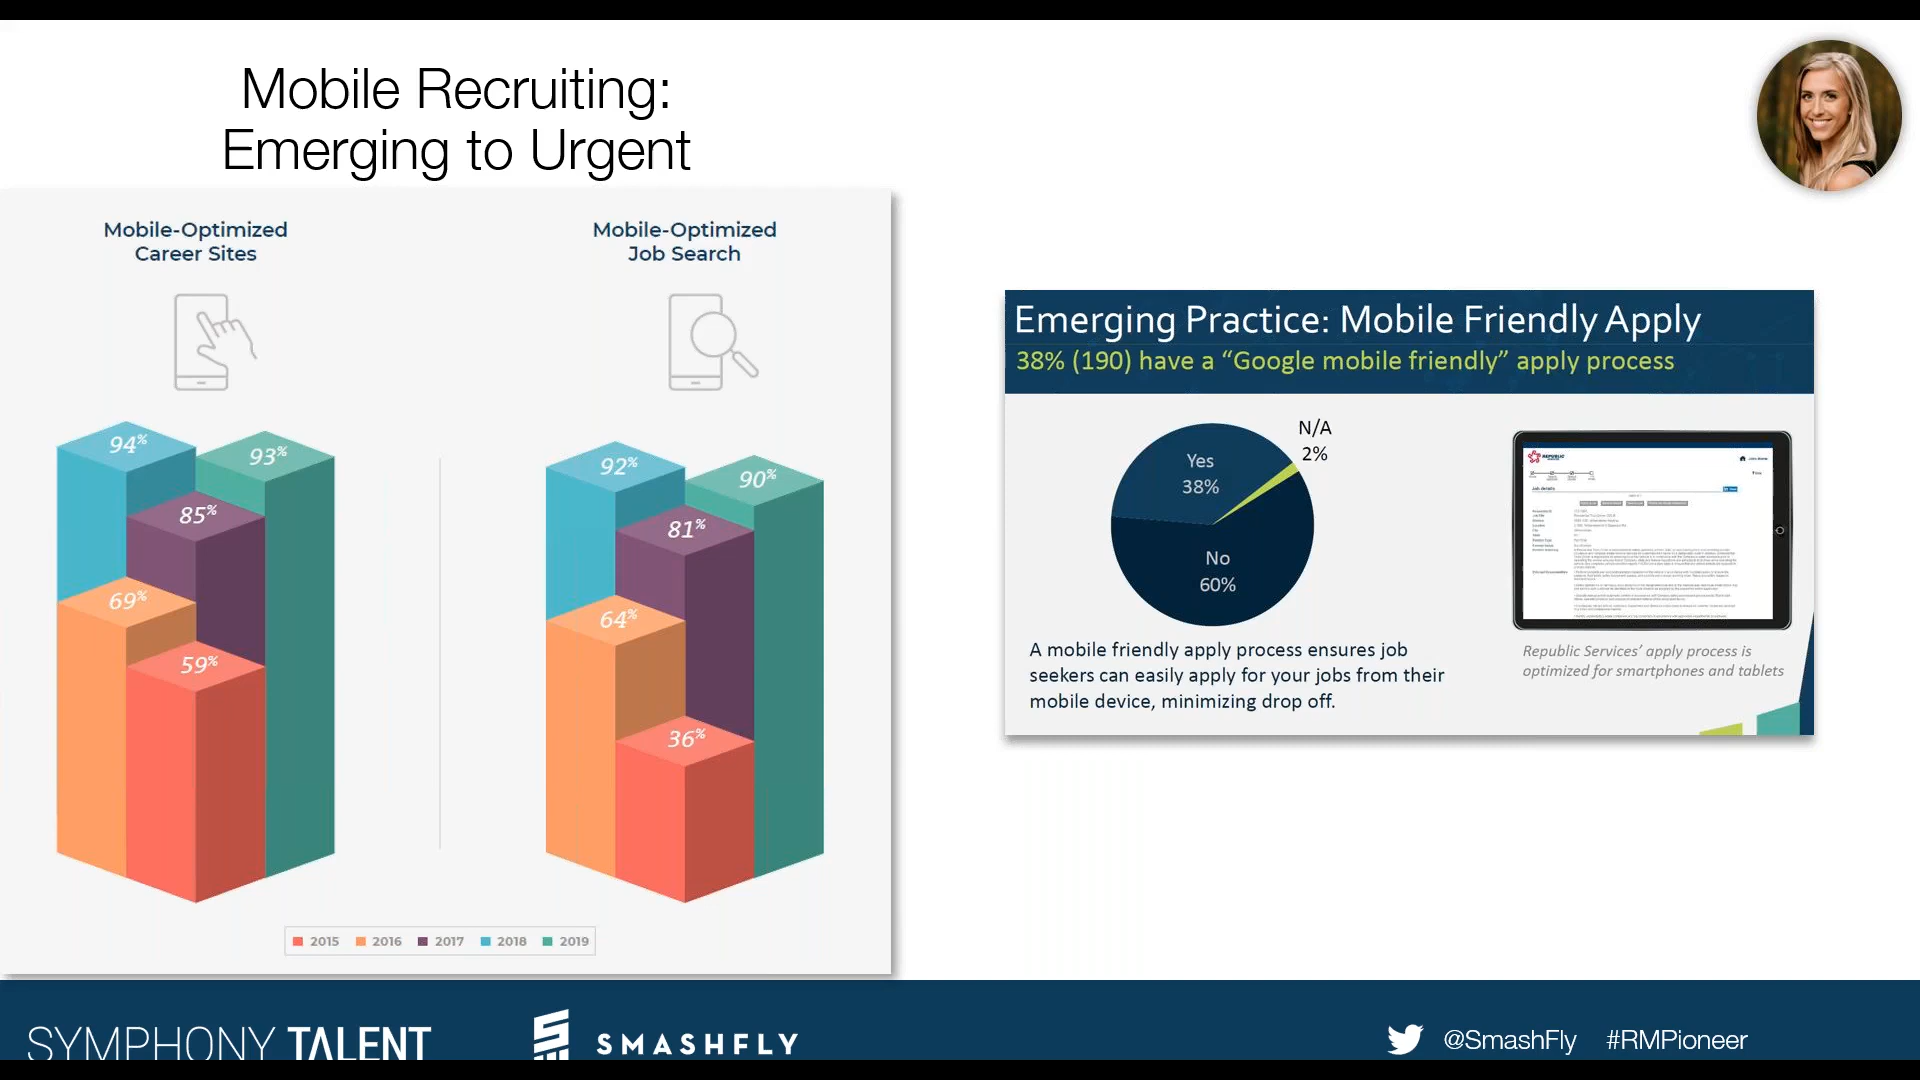 Mobile Recruiting:
Emerging to Urgent
Mobile-Optimized
Career Sites
Mobile-Optimized
Job Search
94%
93%
85%
69%
59%
92%
90%
81%
64%
36%
2015 2016 2017 2018 2019
Emerging Practice: Mobile Friendly Apply
38% (190) have a “Google mobile friendly” apply process
N/A
2%
Yes
38%
No
60%
REPUBLIC
Job details
A mobile friendly apply process ensures job
seekers can easily apply for your jobs from their
mobile device, minimizing drop off.
Republic Services’ apply process is
optimized for smartphones and tablets
SYMPHONY TALENT
SMASHFLY
@SmashFly #RMPioneer